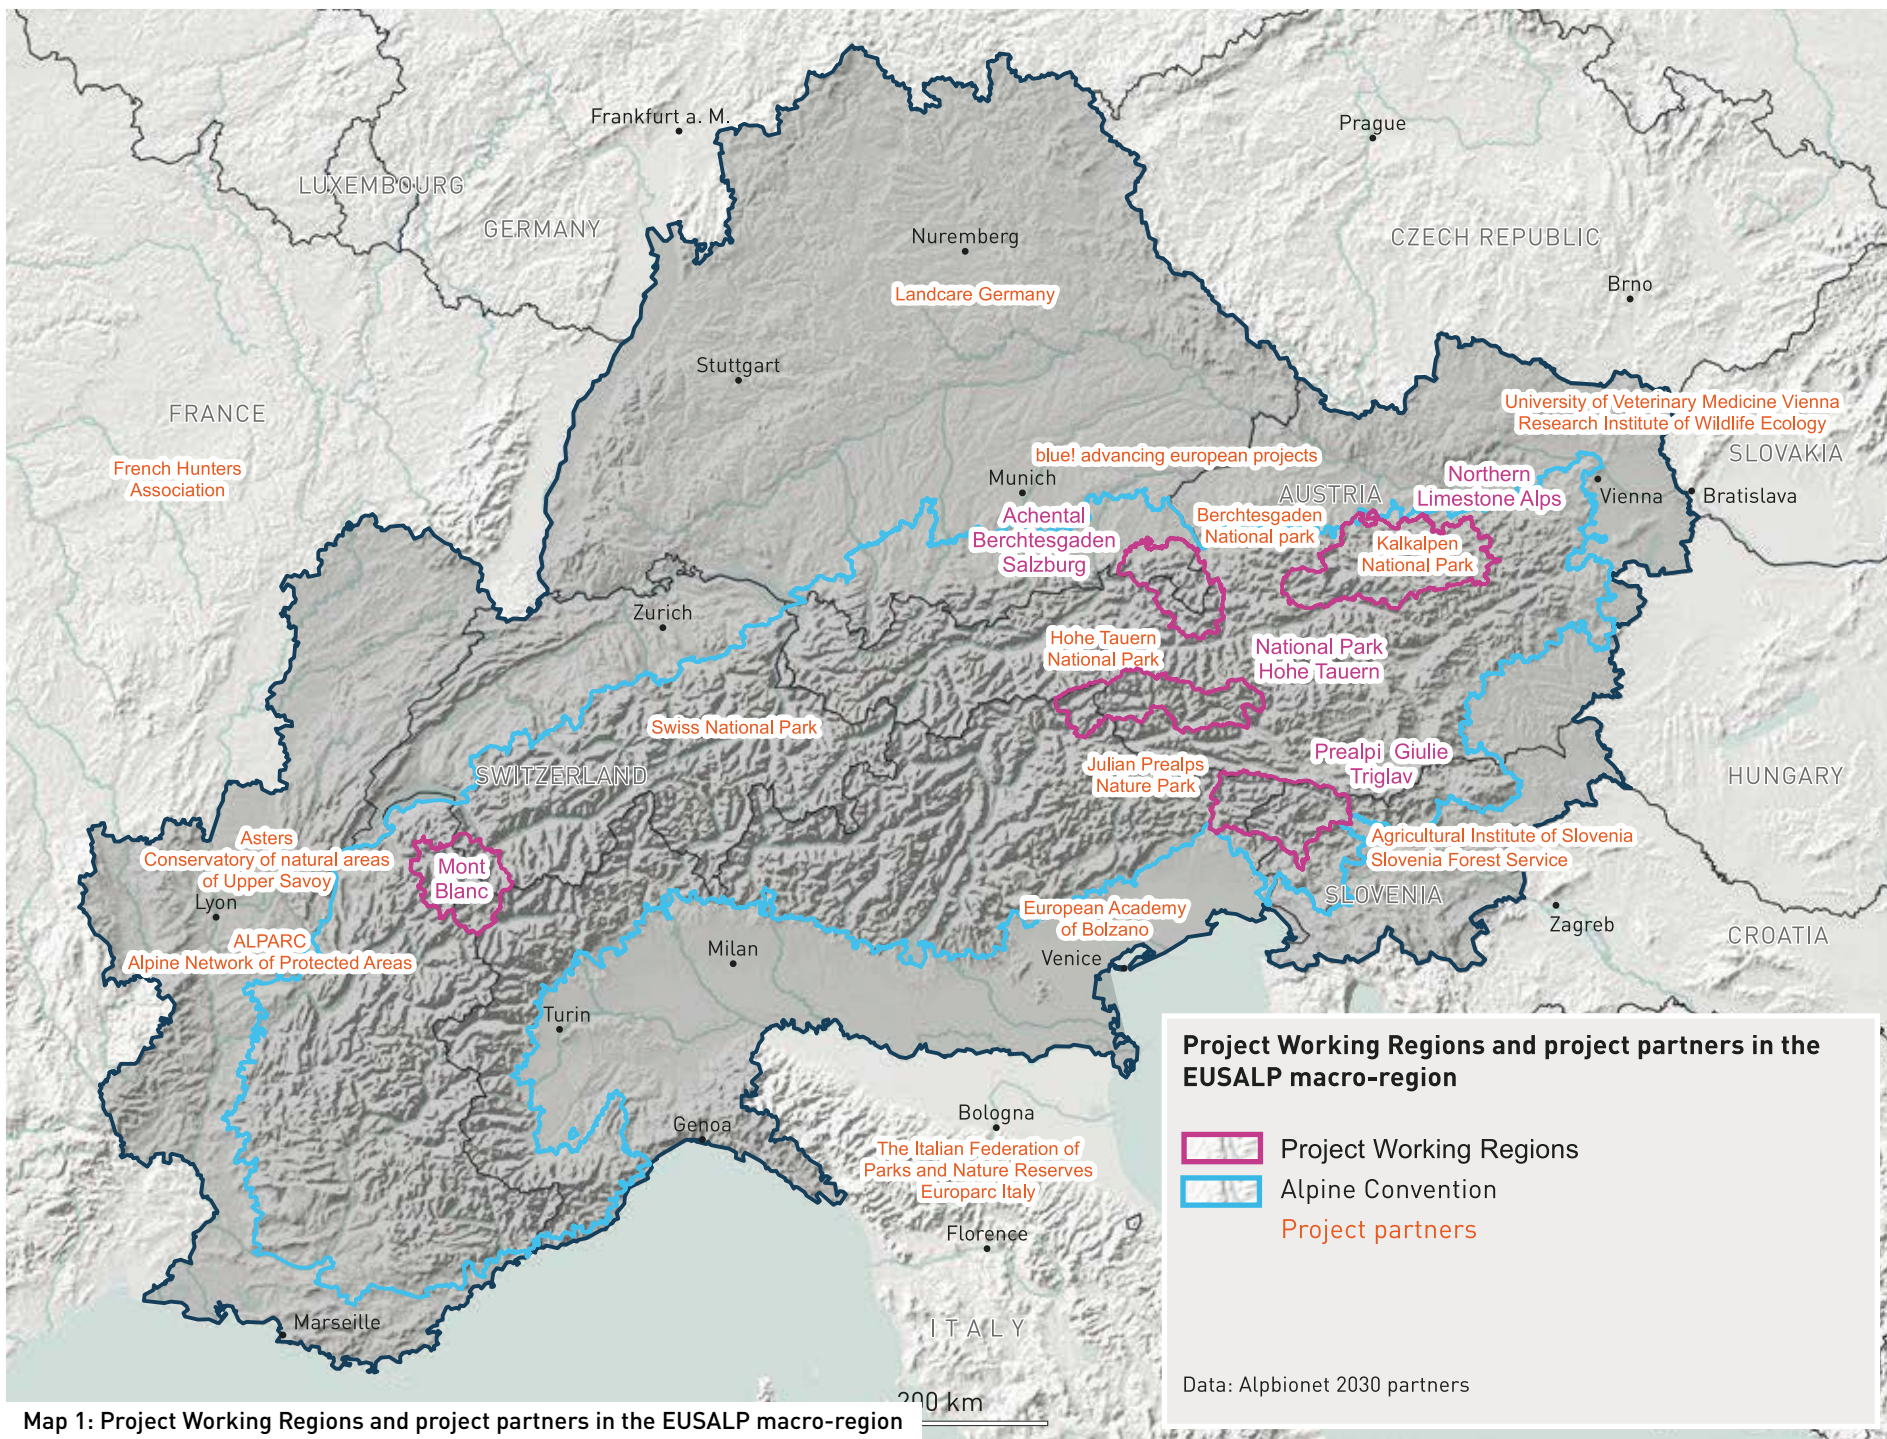 Frankfurt a. M.
Prague
LUXEMBOURG
GERMANY
Nuremberg
CZECH REPUBLIC
Landcare Germany
Brno
Stuttgart
FRANCE
University of Veterinary Medicine Vienna
Research Institute of Wildlife Ecology
SLOVAKIA
French Hunters
Association
blue! advancing european projects
Munich
AUSTRIA
Northern
Limestone Alps
Vienna
Bratislava
Achental
Berchtesgaden
Salzburg
Berchtesgaden
National park
Kalkalpen
National Park
Zurich
Hohe Tauern
National Park
National Park
Hohe Tauern
Swiss National Park
SWITZERLAND
Julian Prealps
Nature Park
Prealpi Giulie
Triglav
HUNGARY
Asters
Conservatory of natural areas
of Upper Savoy
Lyon
Mont
Blanc
Agricultural Institute of Slovenia
Slovenia Forest Service
SLOVENIA
European Academy
of Bolzano
Zagreb
CROATIA
ALPARC
Alpine Network of Protected Areas
Milan
Venice
Turin
Genoa
Bologna
The Italian Federation of
Parks and Nature Reserves
Europarc Italy
Florence
Marseille
ITALY
Project Working Regions and project partners in the
EUSALP macro-region
Project Working Regions
Alpine Convention
Project partners
Data: Alpbionet 2030 partners
200 km
Map 1: Project Working Regions and project partners in the EUSALP macro-region